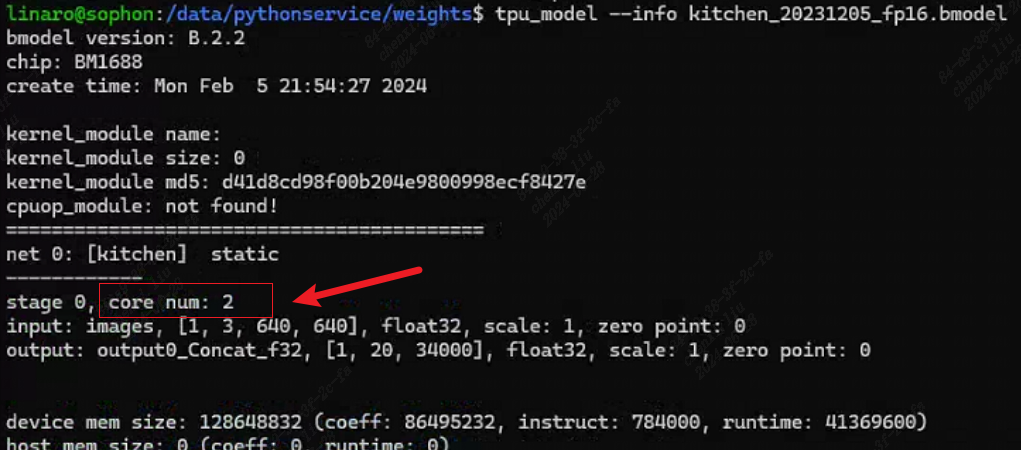 linaro@sophon:/data/pythonservice/weights$ tpu_model --info kitchen_20231205_fp16.bmodel
bmodel version: B.2.2
chip: BM1688
create time: Mon Feb  5 21:54:27 2024
kernel_module name:
kernel_module size: 0
kernel_module md5: d41d8cd98f00b204e9800998ecf8427e
cpuop_module: not found!
==========================================
net 0: [kitchen]  static
------------
stage 0, core num: 2
input: images, [1, 3, 640, 640], float32, scale: 1, zero point: 0
output: output0_Concat_f32, [1, 20, 34000], float32, scale: 1, zero point: 0
device mem size: 128648832 (coeff: 86495232, instruct: 784000, runtime: 41369600)
host mem size: 0 (coeff: 0, runtime: 0)